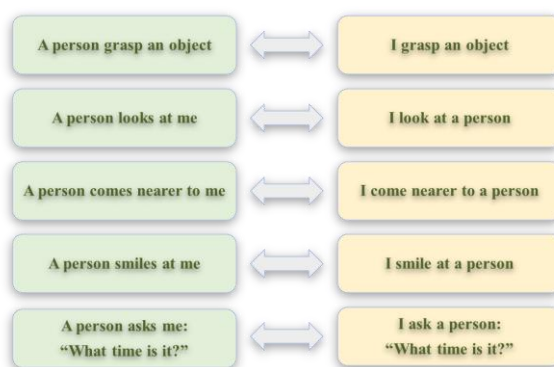 A person grasp an object
I grasp an object
A person looks at me
I look at a person
A person comes nearer to me
I come nearer to a person
A person smiles at me
I smile at a person
A person asks me:
“What time is it?”
I ask a person:
“What time is it?”